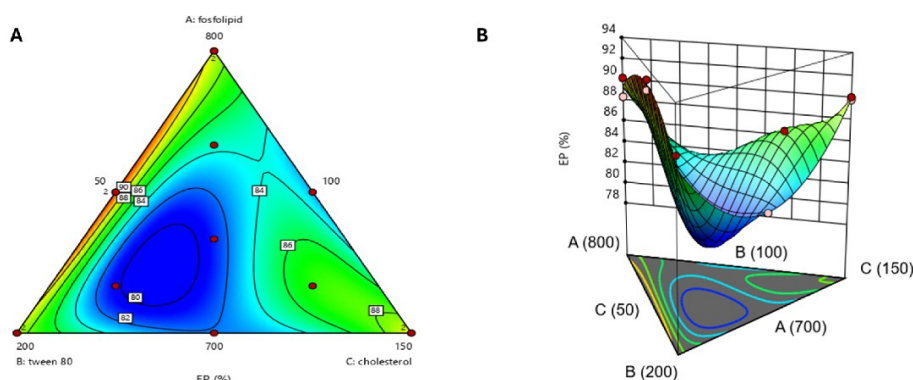 A
A: fosfolipid
800
2
50
2
90
86
88
84
100
84
86
80
82
88
2
2
200
700
150
B: tween 80
C: cholesterol
EP (%)
B
94
92
90
88
86
84
82
80
78
EP (%)
A (800)
B (100)
C (150)
C (50)
A (700)
B (200)